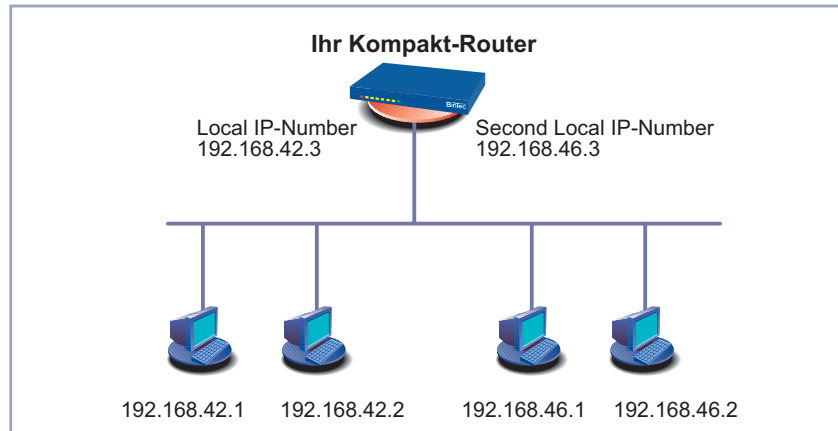 Ihr Kompakt-Router
BinTec
Local IP-Number
192.168.42.3
Second Local IP-Number
192.168.46.3
192.168.42.1
192.168.42.2
192.168.46.1
192.168.46.2